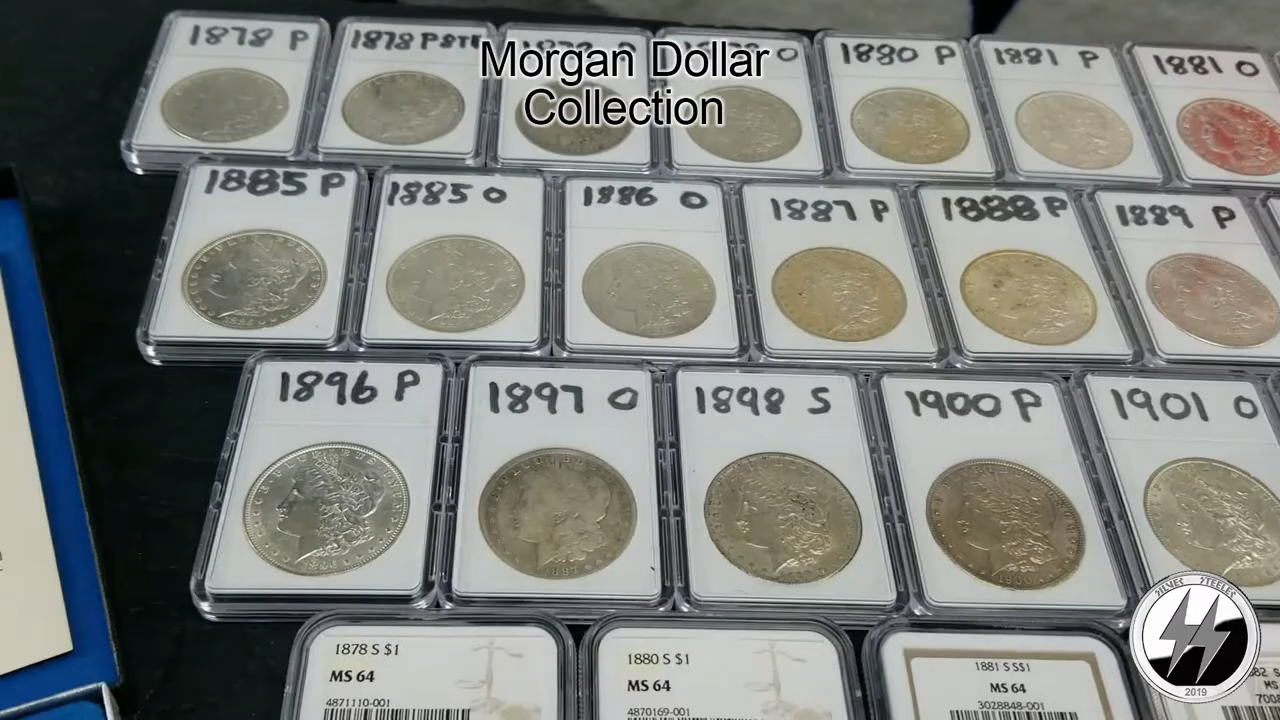 Morgan Dollar
Collection
1878 P
1878 P
O
1880 P
1881 P
1881 O
1885 P
1885 O
1886 O
1887 P
1888 P
1889 P
1896 P
1897 O
1898 S
1900 P
1901 O
1878 S $1
MS 64
4871110-001
1880 S $1
MS 64
4870169-001
1881 S S$1
MS 64
3028848-001
SILVER STEELER
2019